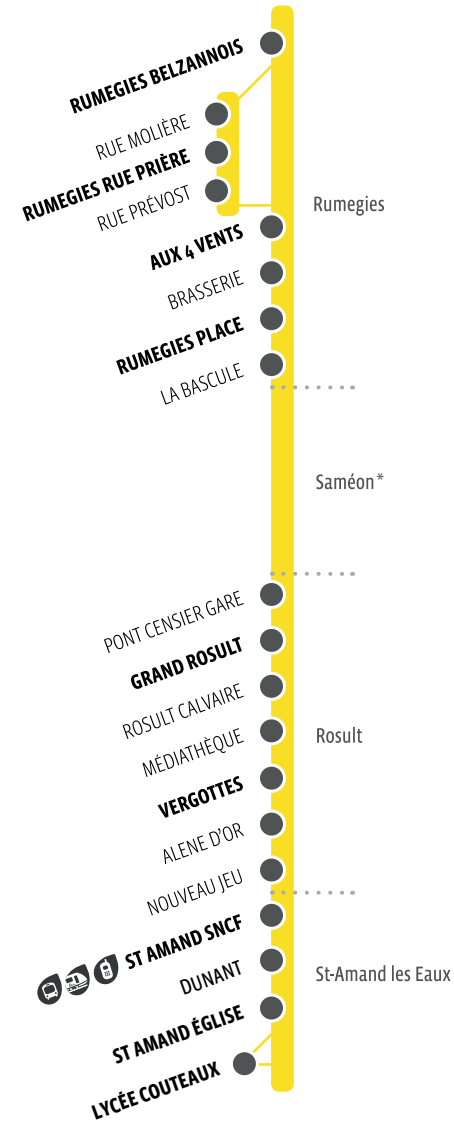 RUMEGIES BELZANNOIS
RUE MOLIÈRE
RUMEGIES RUE PRIÈRE
RUE PRÉVOST
Rumegies
AUX 4 VENTS
BRASSERIE
RUMEGIES PLACE
LA BASCULE
Saméon*
PONT CENSIER GARE
GRAND ROSULT
ROSULT CALVAIRE
MÉDIATHÈQUE
Rosult
VERGOTTES
ALENE D'OR
NOUVEAU JEU
ST AMAND SNCF
DUNANT
St-Amand les Eaux
ST AMAND ÉGLISE
LYCÉE COUTEAUX